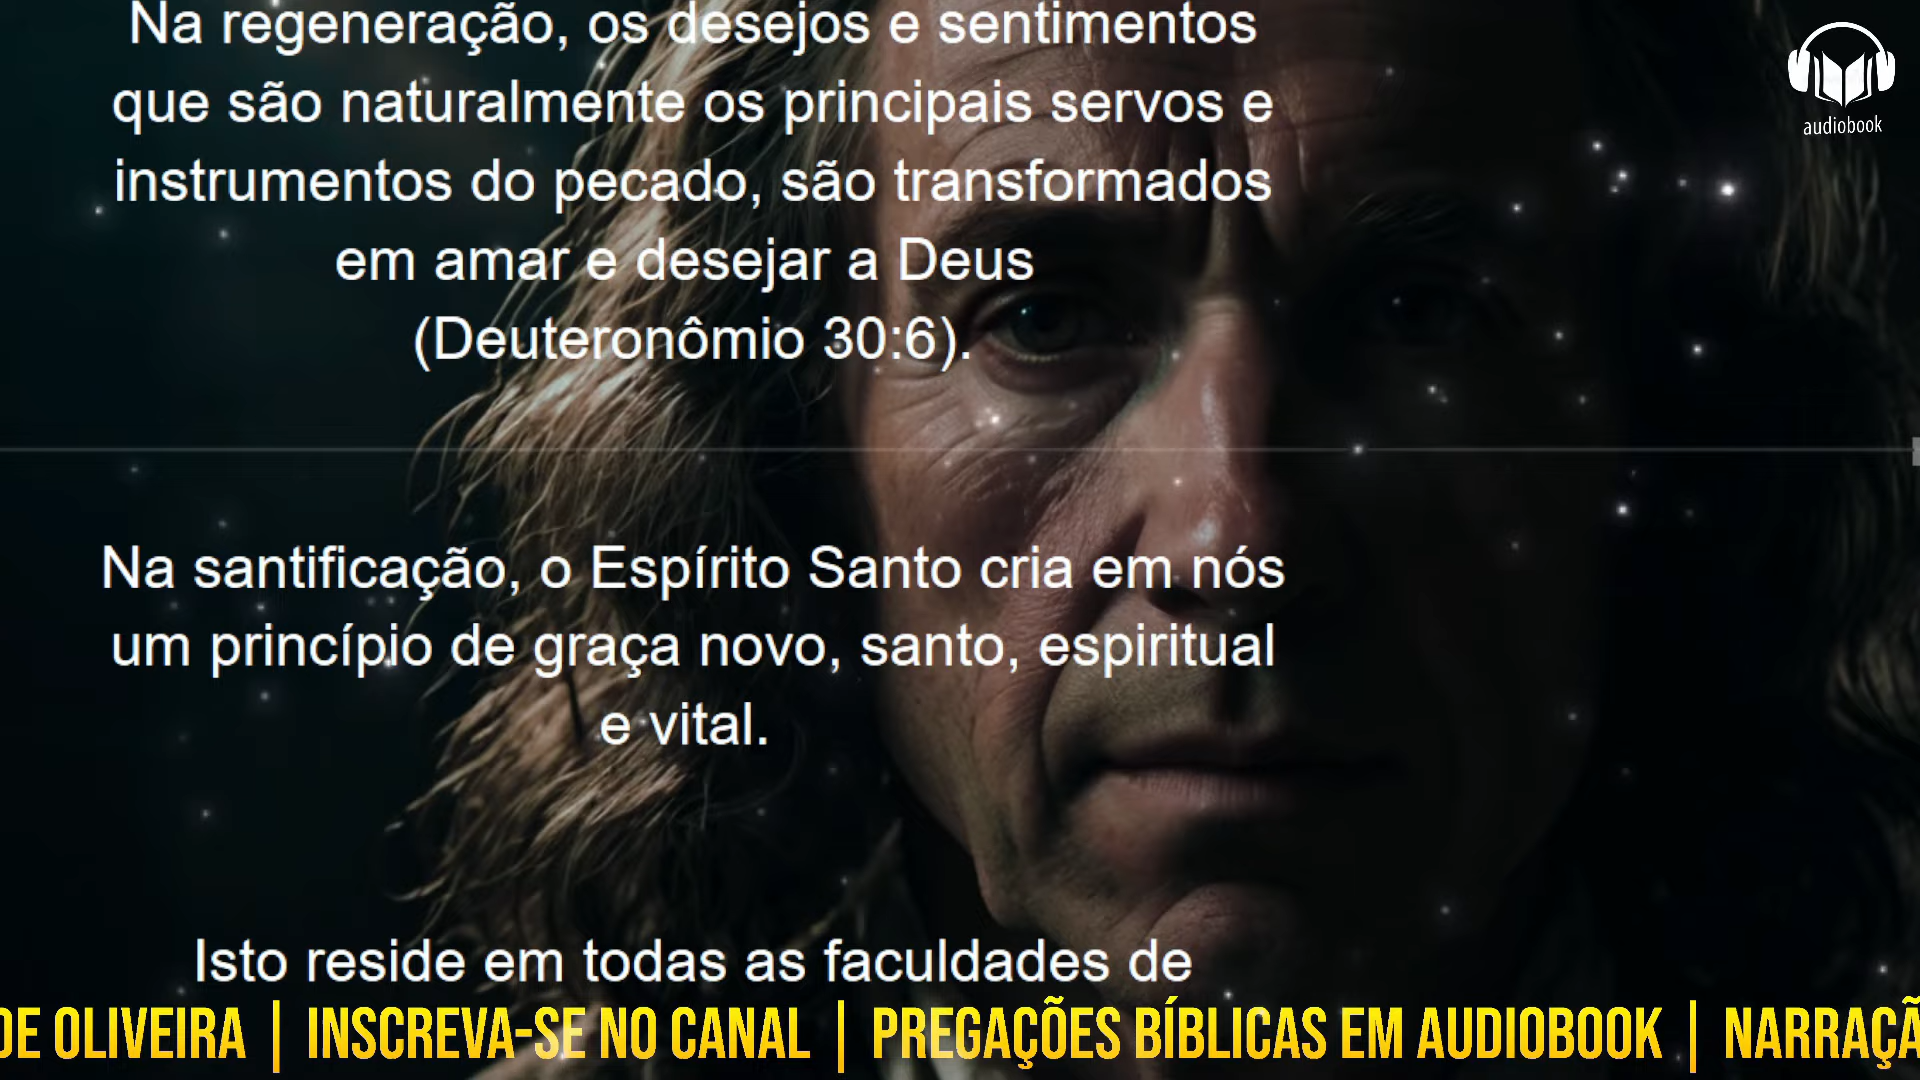 Na regeneração, os desejos e sentimentos
que são naturalmente os principais servos e
instrumentos do pecado, são transformados
em amar e desejar a Deus
(Deuteronômio 30:6).
audiobook
Na santificação, o Espírito Santo cria em nós
um princípio de graça novo, santo, espiritual
e vital.
Isto reside em todas as faculdades de
DE OLIVEIRA | INSCREVA-SE NO CANAL | PREGAÇÕES BÍBLICAS EM AUDIOBOOK | NARRAÇÃ